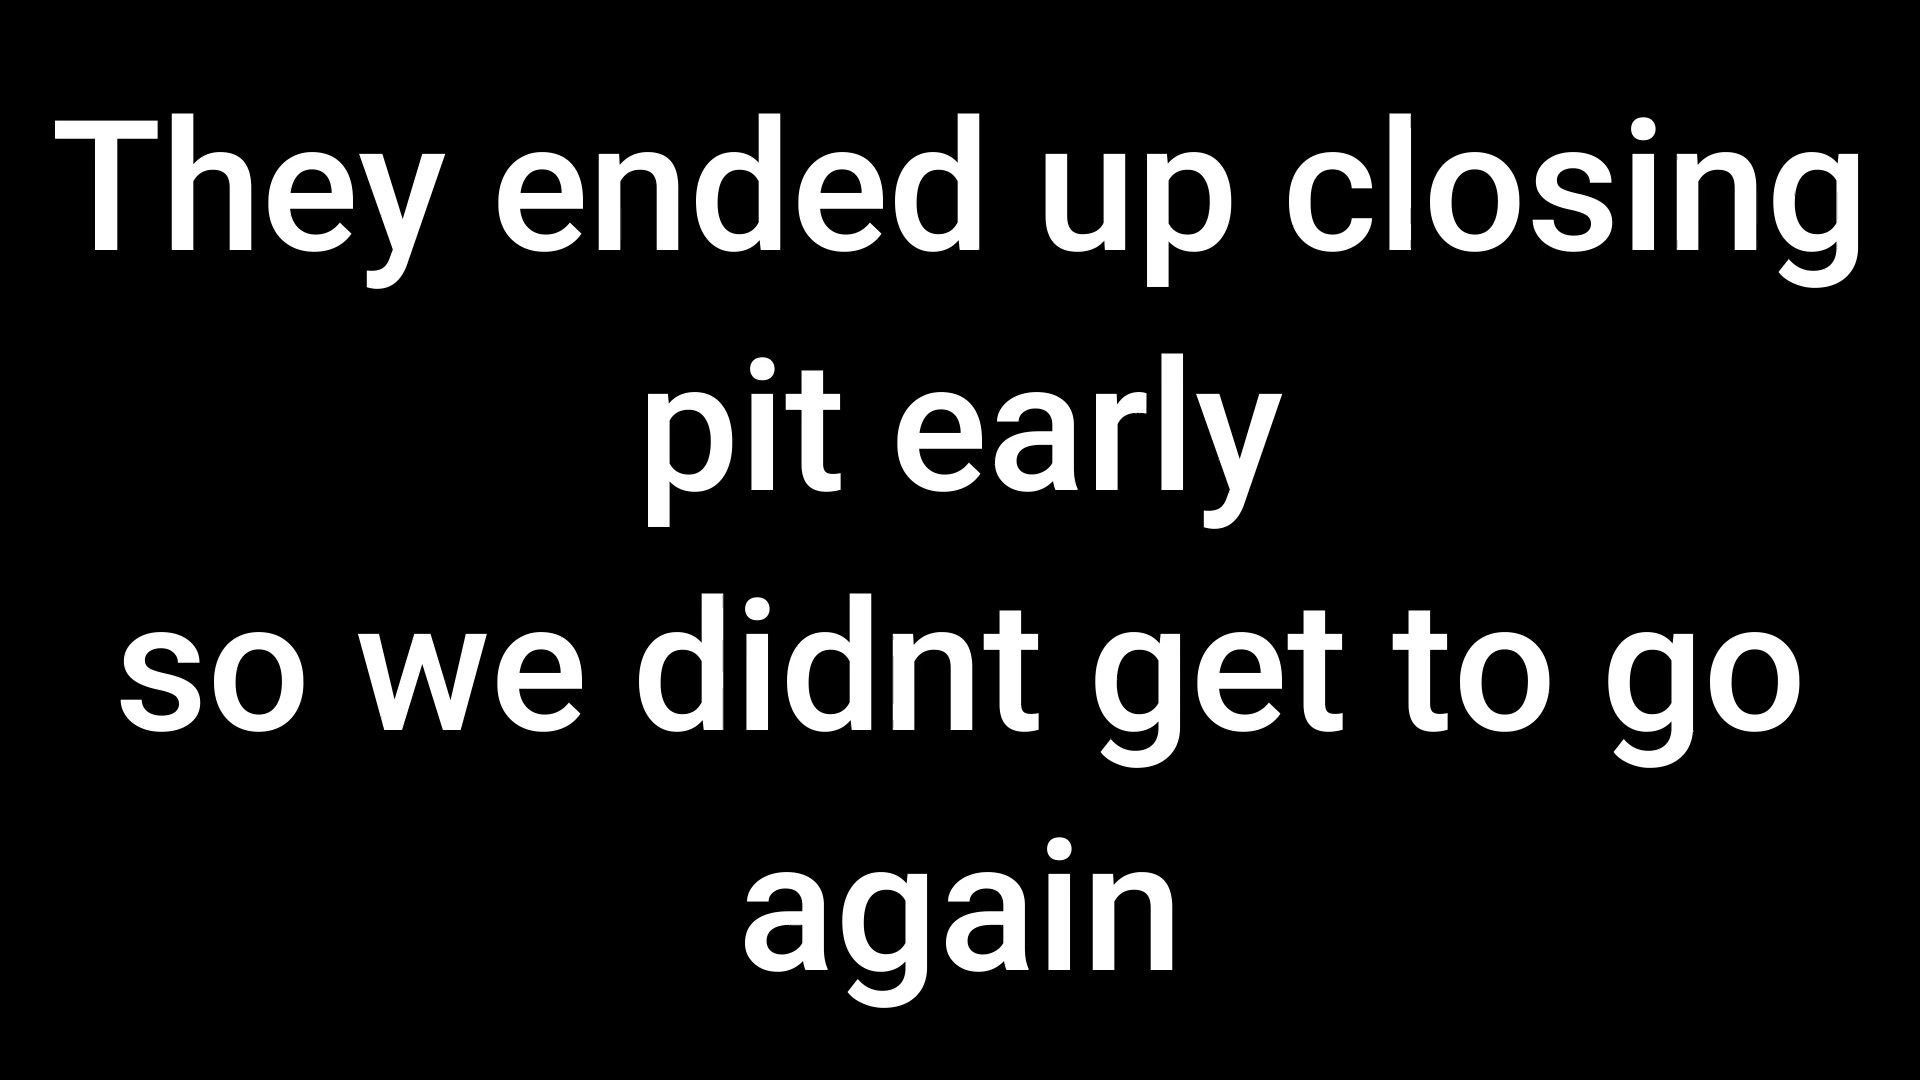 They ended up closing
pit early
so we didnt get to go
again